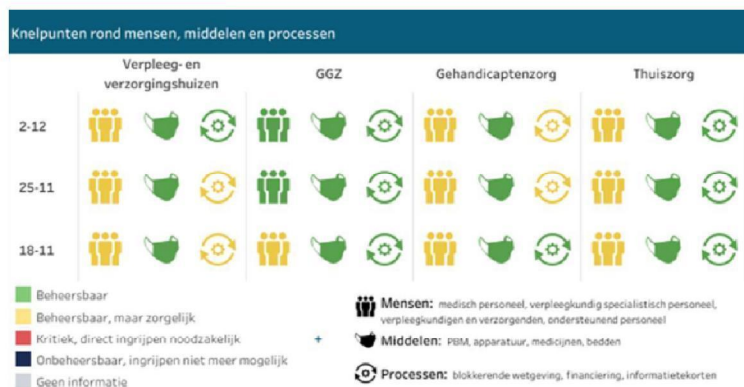 Knelpunten rond mensen, middelen en processen
Verpleeg- en
verzorgingshuizen
GGZ
Gehandicaptenzorg
Thuiszorg
2-12
25-11
18-11
Beheersbaar
Beheersbaar, maar zorgelijk
Kritiek, direct ingrijpen noodzakelijk
Onbeheersbaar, ingrijpen niet meer mogelijk
Geen informatie
+
Mensen: medisch personeel, verpleegkundig specialistisch personeel,
verpleegkundigen en verzorgenden, ondersteunend personeel
Middelen: PBM, apparatuur, medicijnen, bedden
Processen: blokkerende wetgeving, financiering, informatietekorten